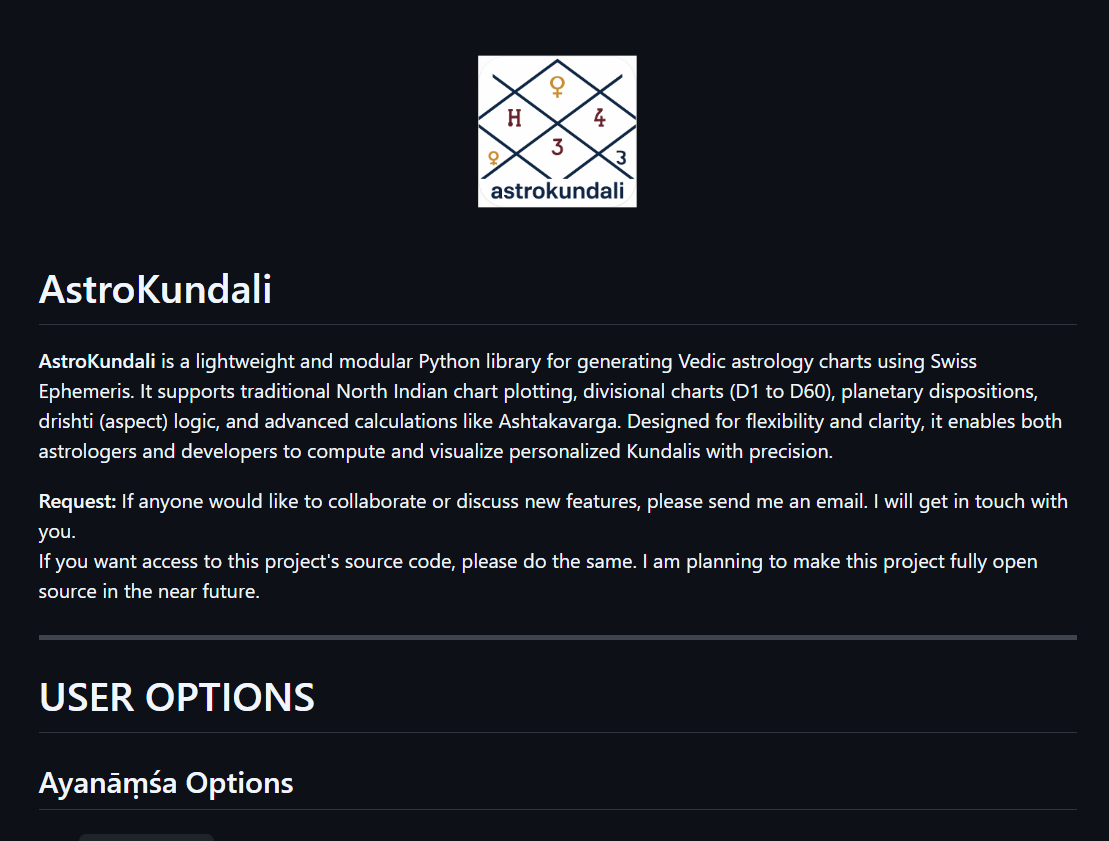 ♀
H 4
3
♀ 3
astrokundali
AstroKundali
AstroKundali is a lightweight and modular Python library for generating Vedic astrology charts using Swiss
Ephemeris. It supports traditional North Indian chart plotting, divisional charts (D1 to D60), planetary dispositions,
drishti (aspect) logic, and advanced calculations like Ashtakavarga. Designed for flexibility and clarity, it enables both
astrologers and developers to compute and visualize personalized Kundalis with precision.
Request: If anyone would like to collaborate or discuss new features, please send me an email. I will get in touch with
you.
If you want access to this project's source code, please do the same. I am planning to make this project fully open
source in the near future.
USER OPTIONS
Ayanāṃśa Options